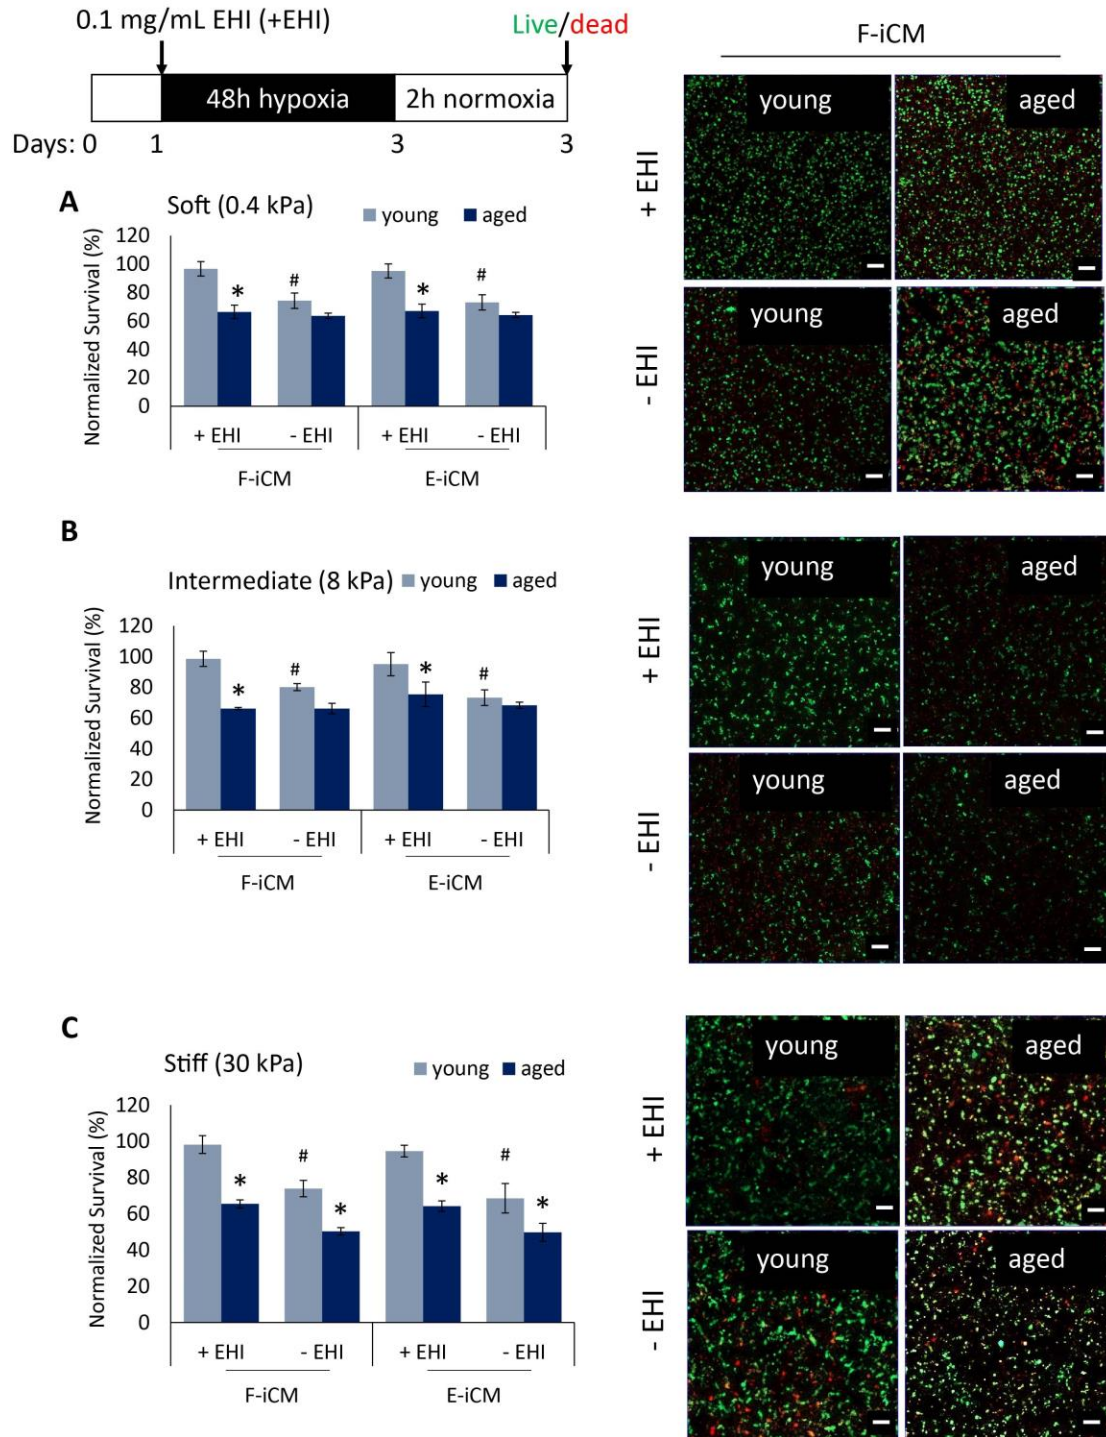 0.1 mg/mL EHI (+EHI)
Live/dead
48h hypoxia
2h normoxia
Days: 0 1 3 3
F-iCM
young
aged
+ EHI
young
aged
- EHI
A
Soft (0.4 kPa)
young
aged
Normalized Survival (%)
120
100
80
60
40
20
0
*
#
*
#
+ EHI - EHI + EHI - EHI
F-iCM E-iCM
B
Intermediate (8 kPa)
young
aged
Normalized Survival (%)
120
100
80
60
40
20
0
*
#
*
#
+ EHI - EHI + EHI - EHI
F-iCM E-iCM
young
aged
+ EHI
young
aged
- EHI
C
Stiff (30 kPa)
young
aged
Normalized Survival (%)
120
100
80
60
40
20
0
*
#
*
*
#
*
+ EHI - EHI + EHI - EHI
F-iCM E-iCM
young
aged
+ EHI
young
aged
- EHI